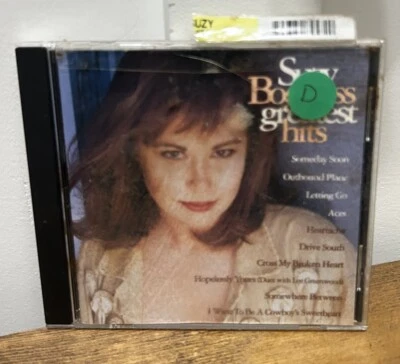 SUZY
Suzy
Bogguss
greatest
hits
D
Someday Soon
Outbound Plane
Letting Go
Aces
Heartache
Drive South
Cross My Broken Heart
Hopelessly Yours (Duet with Lee Greenwood)
Somewhere Between
I Want To Be A Cowboy's Sweetheart